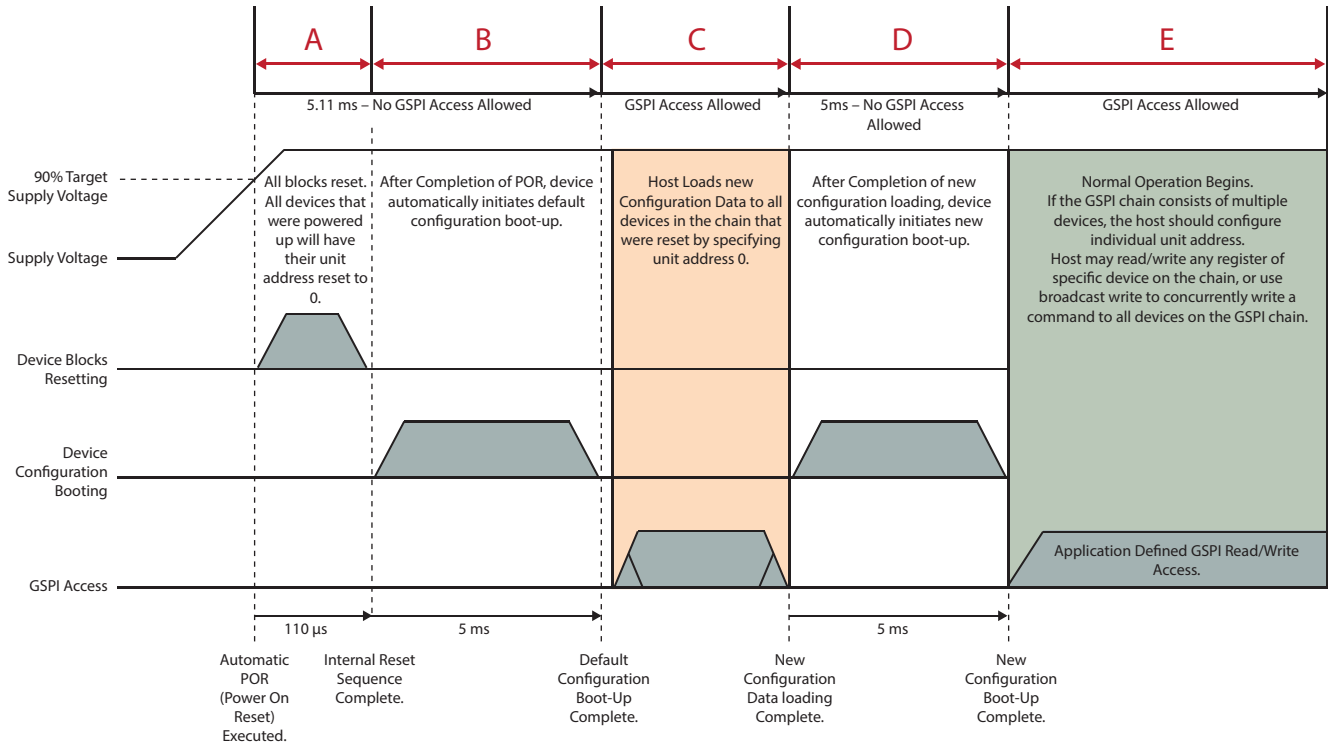 A
B
C
D
E
5.11 ms – No GSPI Access Allowed
GSPI Access Allowed
5ms – No GSPI Access
Allowed
GSPI Access Allowed
90% Target
Supply Voltage
Supply Voltage
All blocks reset.
All devices that
were powered
up will have
their unit
address reset to
0.
After Completion of POR, device
automatically initiates default
configuration boot-up.
Host Loads new
Configuration Data to all
devices in the chain that
were reset by specifying
unit address 0.
After Completion of new
configuration loading, device
automatically initiates new
configuration boot-up.
Normal Operation Begins.
If the GSPI chain consists of multiple
devices, the host should configure
individual unit address.
Host may read/write any register of
specific device on the chain, or use
broadcast write to concurrently write a
command to all devices on the GSPI chain.
Device Blocks
Resetting
Device
Configuration
Booting
GSPI Access
Application Defined GSPI Read/Write
Access.
110 μs
5 ms
5 ms
Automatic
POR
(Power On
Reset)
Executed.
Internal Reset
Sequence
Complete.
Default
Configuration
Boot-Up
Complete.
New
Configuration
Data loading
Complete.
New
Configuration
Boot-Up
Complete.